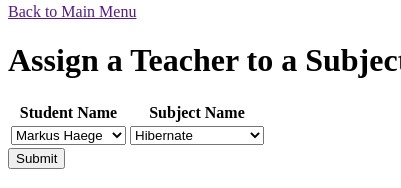 Back to Main Menu
Assign a Teacher to a Subject
Student Name Subject Name
Markus Haege Hibernate
Submit